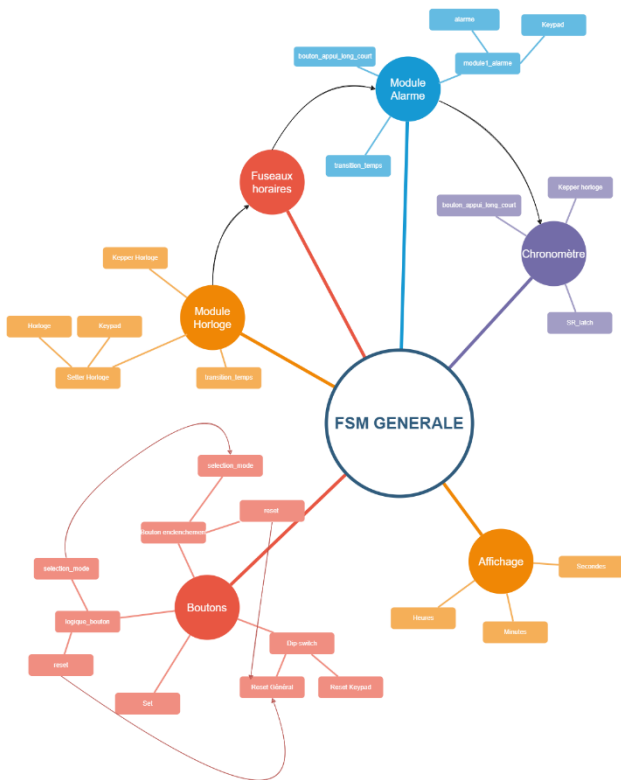 alarme
Keypad
bouton_appui_long_court
module1_alarme
Module
Alarme
transition_temps
Fuseaux
horaires
Kepper horloge
bouton_appui_long_court
Chronomètre
SR_latch
Kepper Horloge
Module
Horloge
Horloge
Keypad
Setter Horloge
transition_temps
FSM GENERALE
selection_mode
reset
Bouton enclenchement
selection_mode
logique_bouton
reset
Boutons
Set
Dip switch
Reset Général
Reset Keypad
Affichage
Secondes
Heures
Minutes